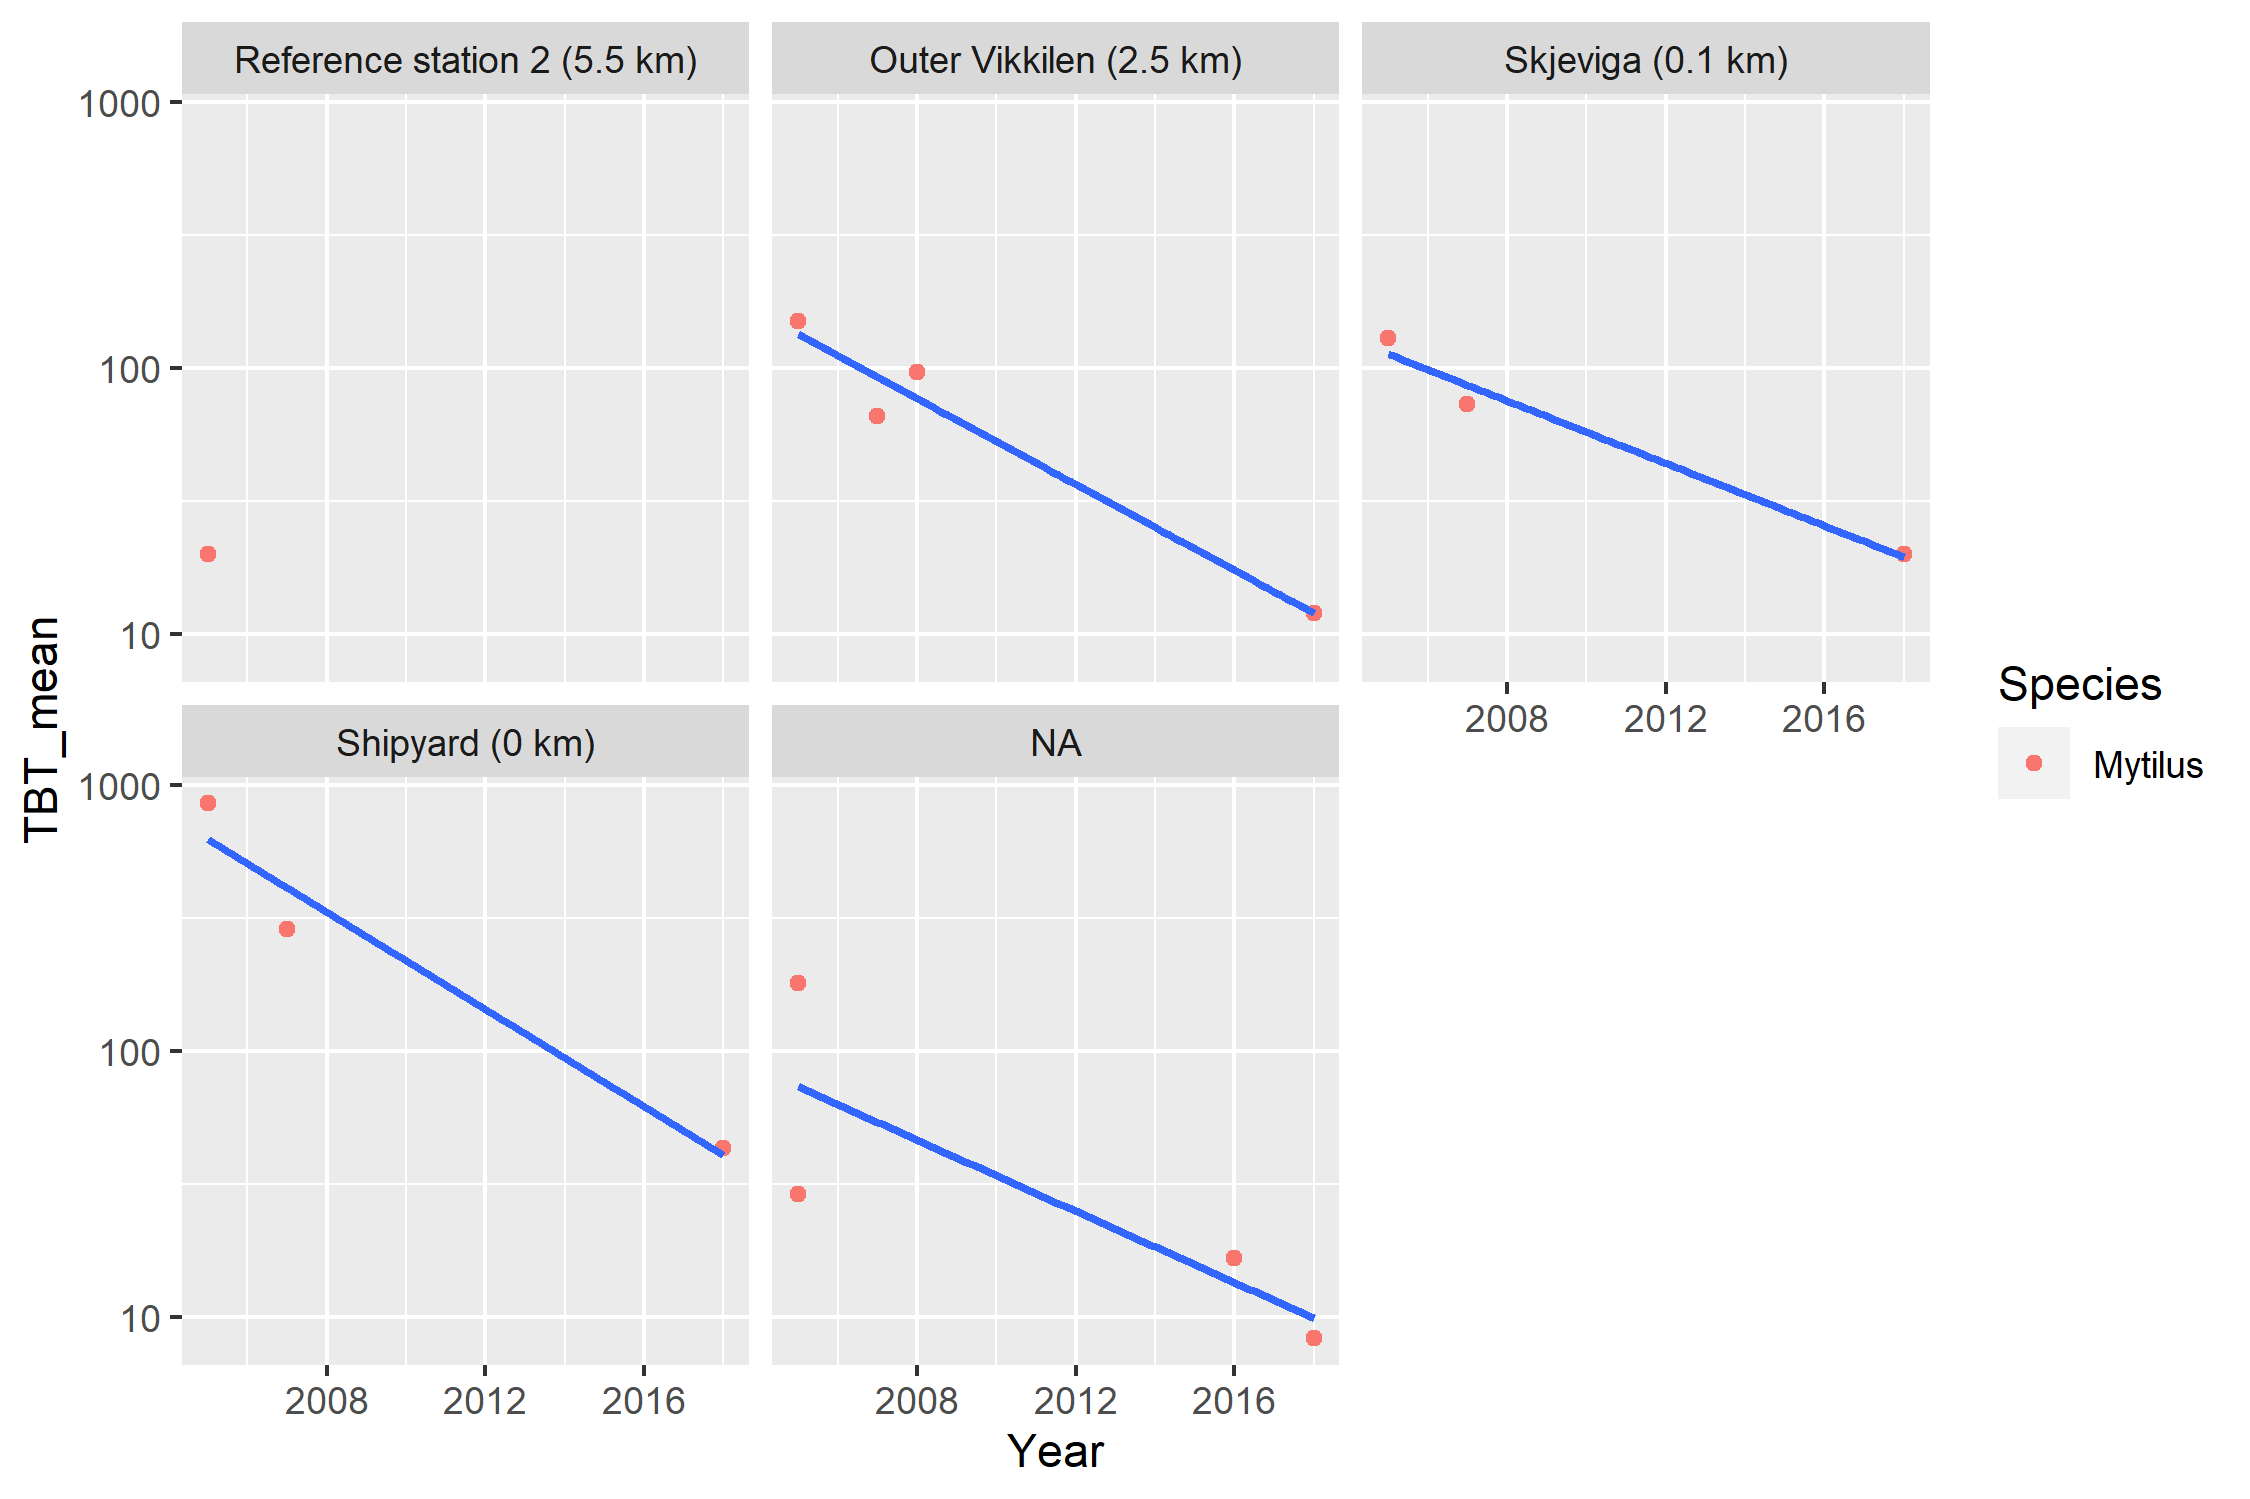 Reference station 2 (5.5 km)
Outer Vikkilen (2.5 km)
Skjeviga (0.1 km)
1000
100
10
2008 2012 2016
Shipyard (0 km)
NA
1000
100
10
2008 2012 2016
2008 2012 2016
Year
TBT_mean
Species
Mytilus